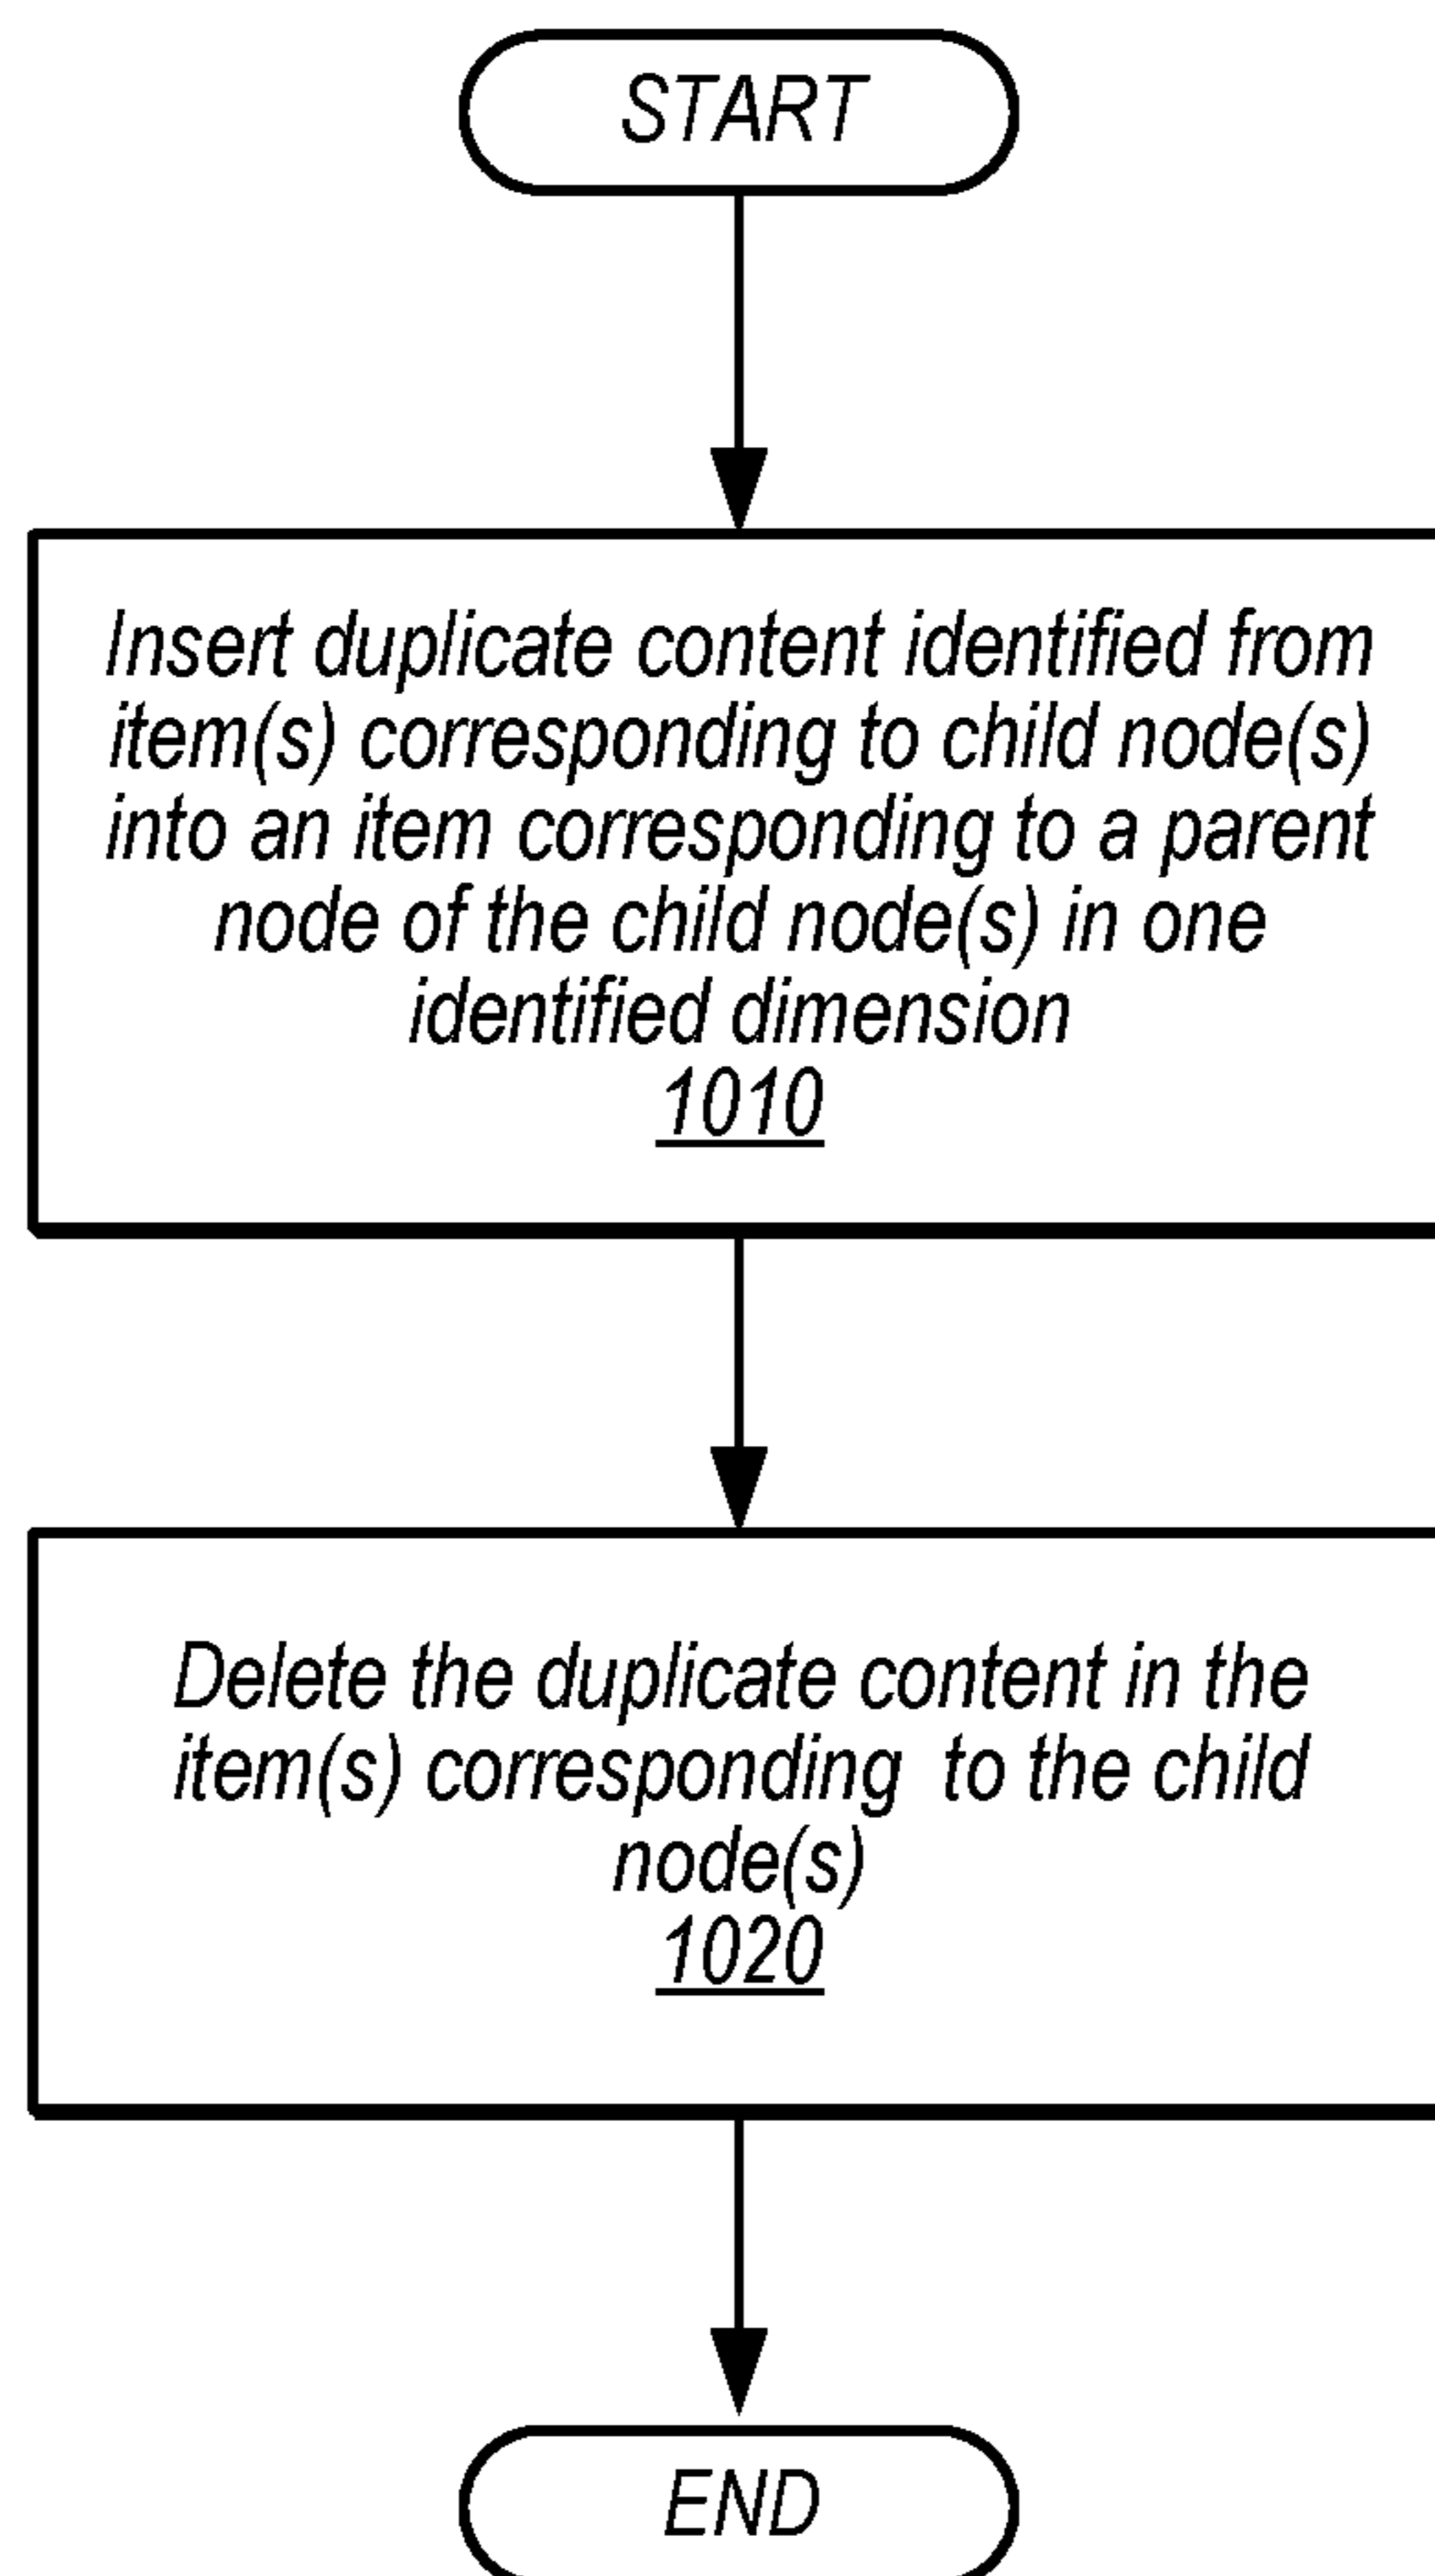 START
Insert duplicate content identified from
item(s) corresponding to child node(s)
into an item corresponding to a parent
node of the child node(s) in one
identified dimension
1010
Delete the duplicate content in the
item(s) corresponding to the child
node(s)
1020
END